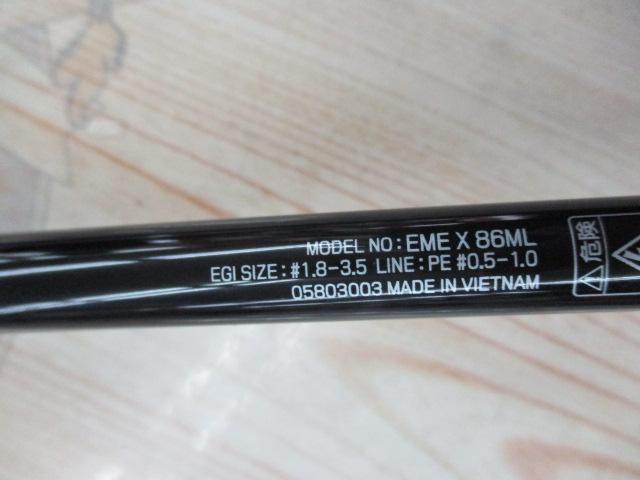 MODEL NO : EME X 86ML
EGI SIZE : #1.8-3.5 LINE : PE #0.5-1.0
05803003 MADE IN VIETNAM
危険